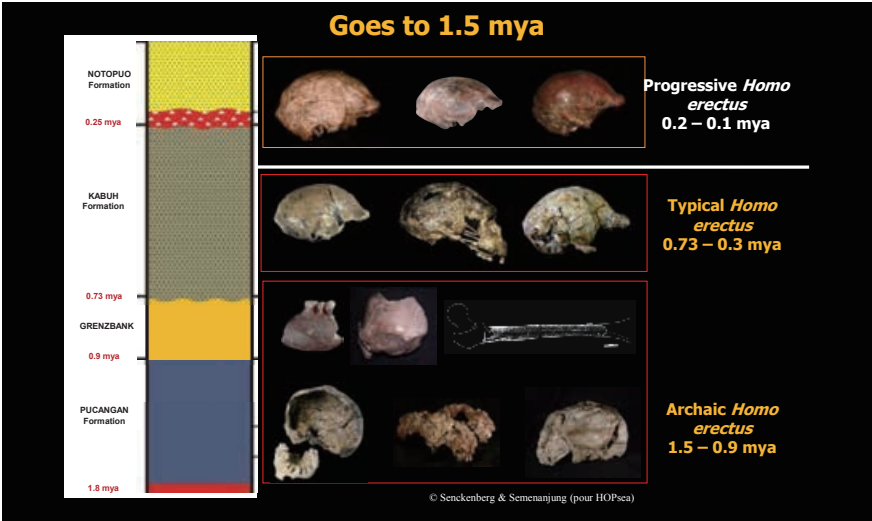 Goes to 1.5 mya
NOTOPUO
Formation
0.25 mya
KABUH
Formation
0.73 mya
GRENZBANK
0.9 mya
PUCANGAN
Formation
1.8 mya
Progressive Homo
erectus
0.2 – 0.1 mya
Typical Homo
erectus
0.73 – 0.3 mya
Archaic Homo
erectus
1.5 – 0.9 mya
© Senckenberg & Semenanjung (pour HOPsea)